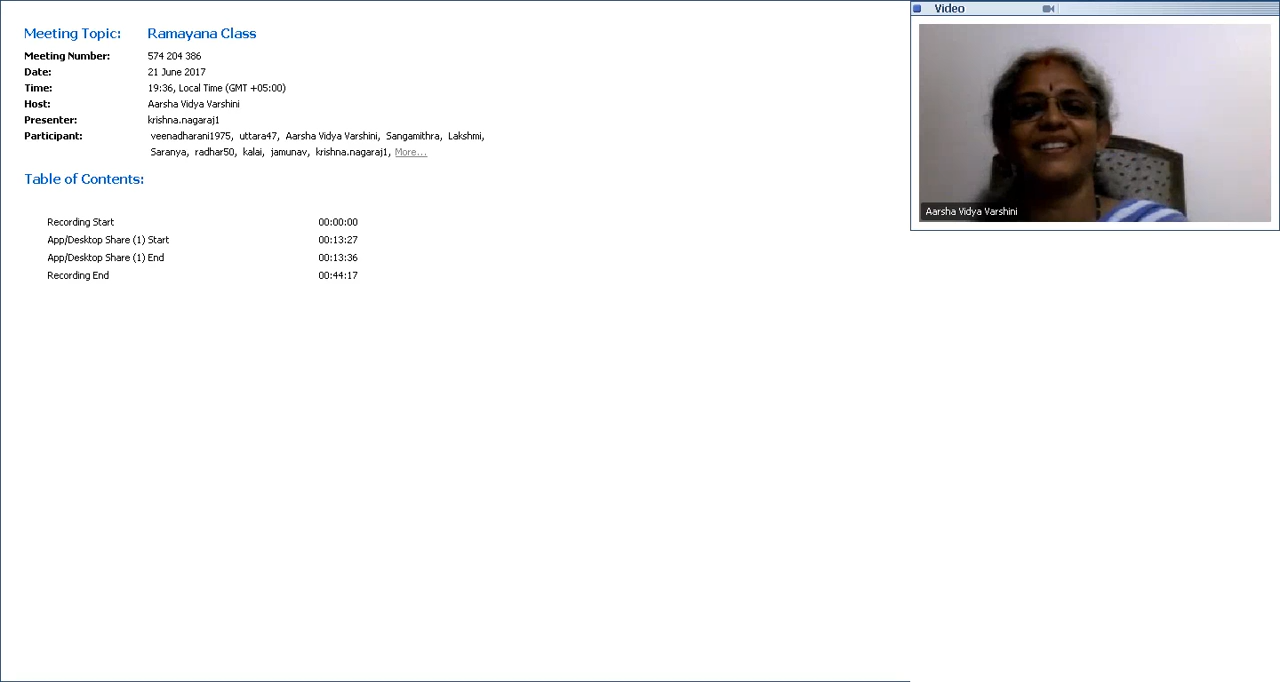 Meeting Topic: Ramayana Class
Meeting Number: 574 204 386
Date: 21 June 2017
Time: 19:36, Local Time (GMT +05:00)
Host: Aarsha Vidya Varshini
Presenter: krishna.nagaraj1
Participant: veenadharani1975, uttara47, Aarsha Vidya Varshini, Sangamithra, Lakshmi,
Saranya, radhar50, kalai, jamunav, krishna.nagaraj1, More...
Table of Contents:
Recording Start 00:00:00
App/Desktop Share (1) Start 00:13:27
App/Desktop Share (1) End 00:13:36
Recording End 00:44:17
Video
Aarsha Vidya Varshini